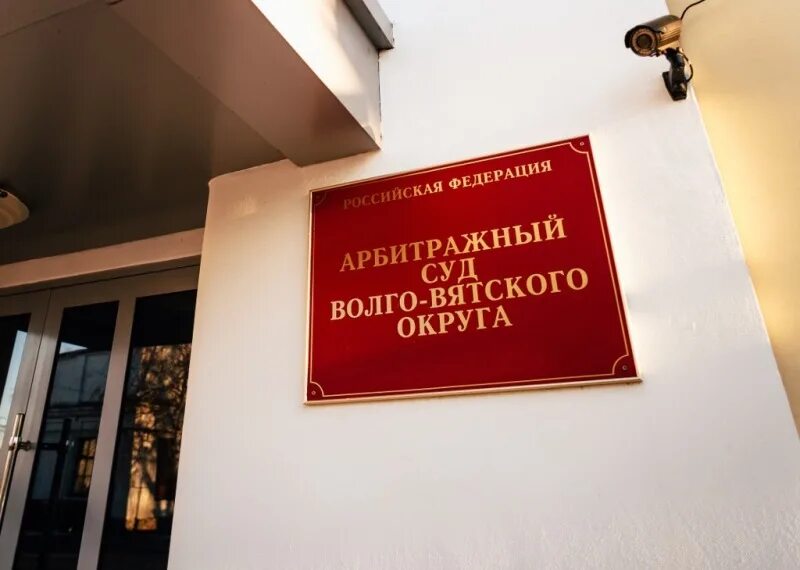 РОССИЙСКАЯ ФЕДЕРАЦИЯ
АРБИТРАЖНЫЙ
СУД
ВОЛГО-ВЯТСКОГО
ОКРУГА